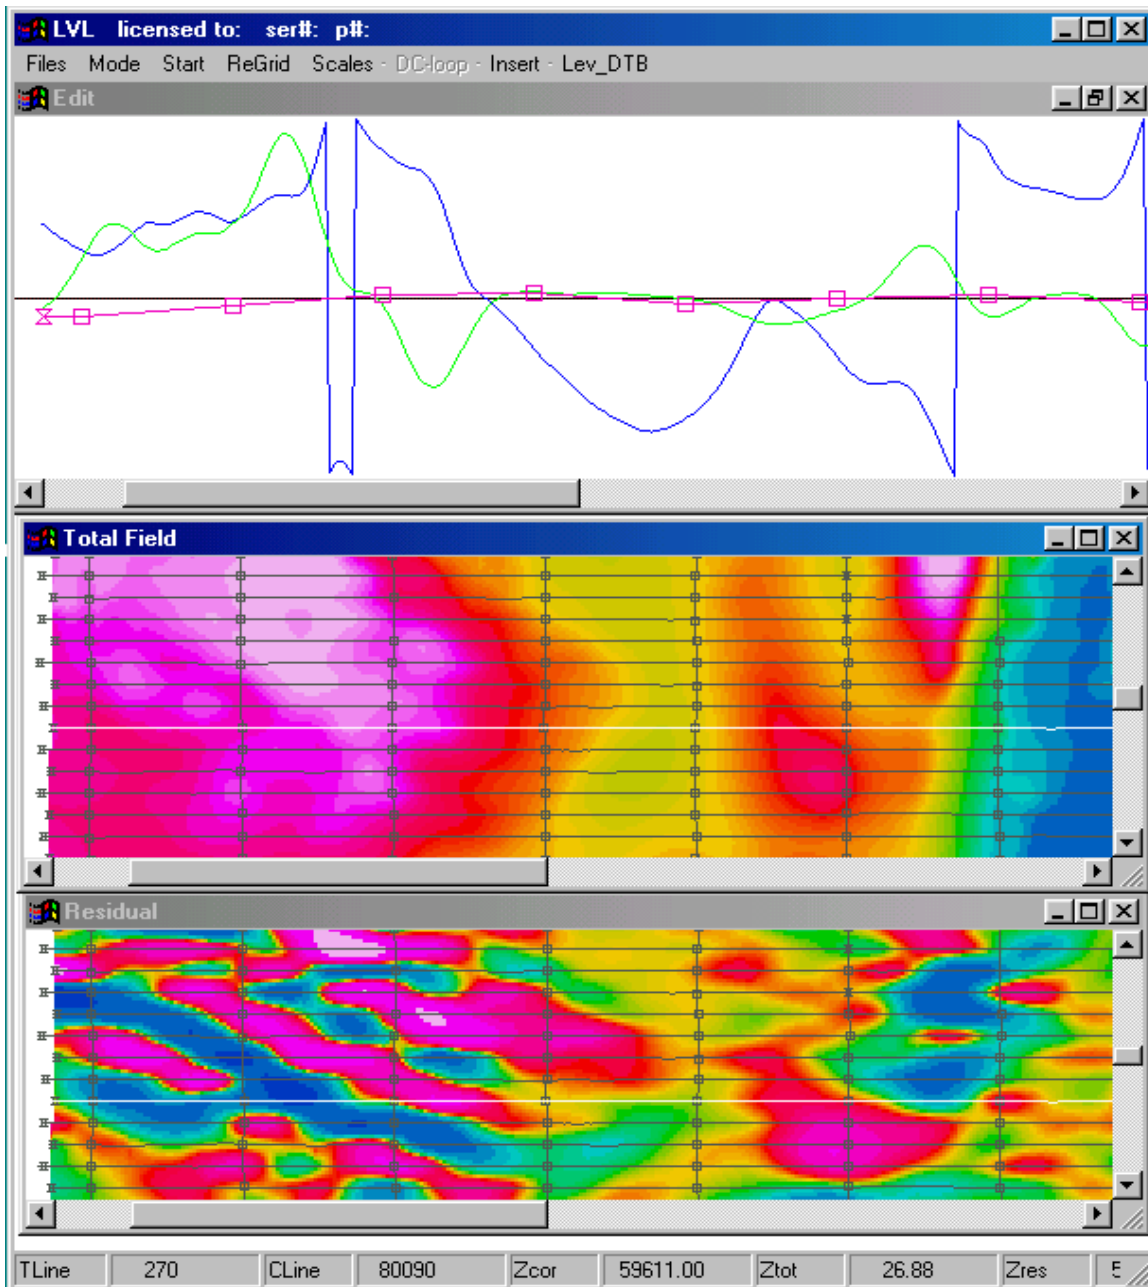 LVL licensed to: ser#: p#:
Files Mode Start ReGrid Scales - DC-loop - Insert - Lev_DTB
Edit
Total Field
Residual
TLine 270 CLine 80090 Zcor 59611.00 Ztot 26.88 Zres